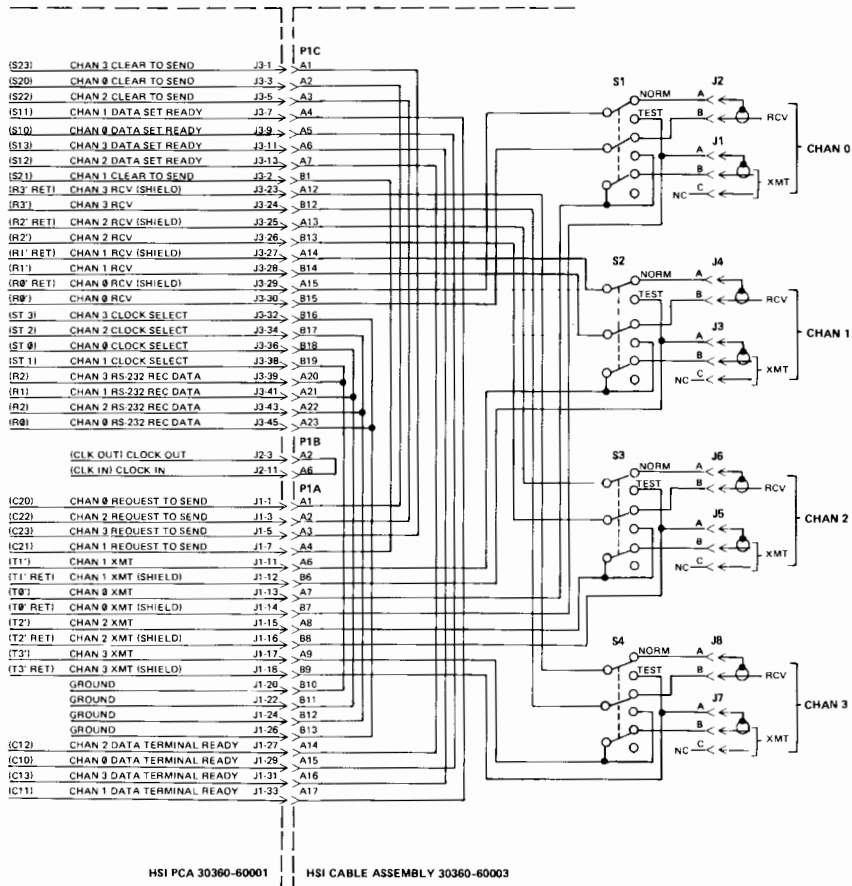 P1C
(S23) CHAN 3 CLEAR TO SEND J3-1 A1
(S20) CHAN 0 CLEAR TO SEND J3-3 A2
(S22) CHAN 2 CLEAR TO SEND J3-5 A3
(S11) CHAN 1 DATA SET READY J3-7 A4
(S10) CHAN 0 DATA SET READY J3-9 A5
(S13) CHAN 3 DATA SET READY J3-11 A6
(S12) CHAN 2 DATA SET READY J3-13 A7
(S21) CHAN 1 CLEAR TO SEND J3-2 B1
(R3' RET) CHAN 3 RCV (SHIELD) J3-23 A12
(R3') CHAN 3 RCV J3-24 B12
(R2' RET) CHAN 2 RCV (SHIELD) J3-25 A13
(R2') CHAN 2 RCV J3-26 B13
(R1' RET) CHAN 1 RCV (SHIELD) J3-27 A14
(R1') CHAN 1 RCV J3-28 B14
(R0' RET) CHAN 0 RCV (SHIELD) J3-29 A15
(R0') CHAN 0 RCV J3-30 B15
(ST 3) CHAN 3 CLOCK SELECT J3-32 B16
(ST 2) CHAN 2 CLOCK SELECT J3-34 B17
(ST 0) CHAN 0 CLOCK SELECT J3-36 B18
(ST 1) CHAN 1 CLOCK SELECT J3-38 B19
(R2) CHAN 3 RS-232 REC DATA J3-39 A20
(R1) CHAN 1 RS-232 REC DATA J3-41 A21
(R2) CHAN 2 RS-232 REC DATA J3-43 A22
(R0) CHAN 0 RS-232 REC DATA J3-45 A23
P1B
(CLK OUT) CLOCK OUT J2-3 A2
(CLK IN) CLOCK IN J2-11 A6
P1A
(C20) CHAN 0 REQUEST TO SEND J1-1 A1
(C22) CHAN 2 REQUEST TO SEND J1-3 A2
(C23) CHAN 3 REQUEST TO SEND J1-5 A3
(C21) CHAN 1 REQUEST TO SEND J1-7 A4
(T1') CHAN 1 XMT J1-11 A6
(T1' RET) CHAN 1 XMT (SHIELD) J1-12 B6
(T0') CHAN 0 XMT J1-13 A7
(T0' RET) CHAN 0 XMT (SHIELD) J1-14 B7
(T2') CHAN 2 XMT J1-15 A8
(T2' RET) CHAN 2 XMT (SHIELD) J1-16 B8
(T3') CHAN 3 XMT J1-17 A9
(T3' RET) CHAN 3 XMT (SHIELD) J1-18 B9
GROUND J1-20 B10
GROUND J1-22 B11
GROUND J1-24 B12
GROUND J1-26 B13
(C12) CHAN 2 DATA TERMINAL READY J1-27 A14
(C10) CHAN 0 DATA TERMINAL READY J1-29 A15
(C13) CHAN 3 DATA TERMINAL READY J1-31 A16
(C11) CHAN 1 DATA TERMINAL READY J1-33 A17
S1 J2
NORM A
TEST B RCV
J1
A
CHAN 0
B XMT
NC C
S2 J4
NORM A
TEST B RCV
J3
A
CHAN 1
B XMT
NC C
S3 J6
NORM A
TEST B RCV
J5
A
CHAN 2
B XMT
NC C
S4 J8
NORM A
TEST B RCV
J7
A
CHAN 3
B XMT
NC C
HSI PCA 30360-60001 HSI CABLE ASSEMBLY 30360-60003